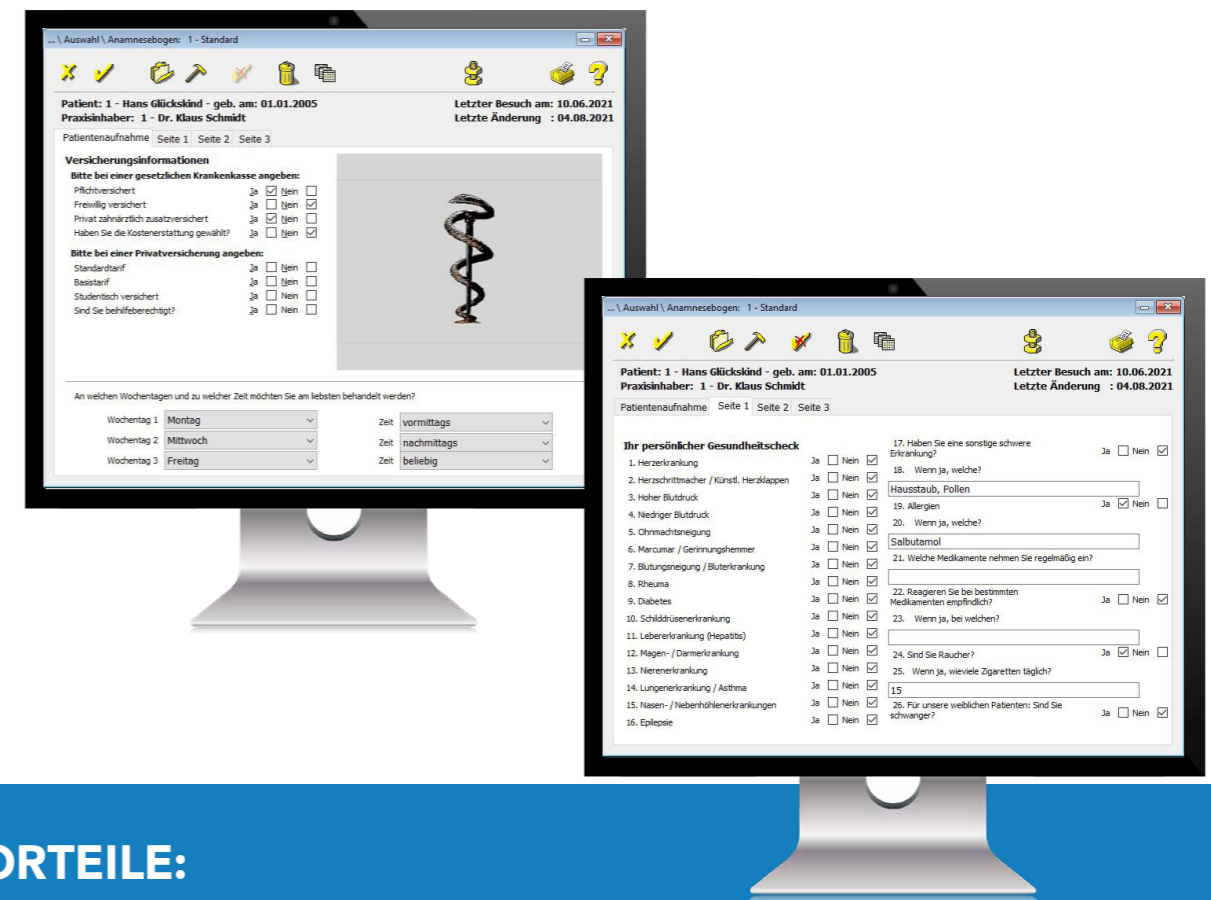 ... \ Auswahl \ Anamnesebogen: 1 - Standard
Patient: 1 - Hans Glückskind - geb. am: 01.01.2005 Letzter Besuch am: 10.06.2021
Praxisinhaber: 1 - Dr. Klaus Schmidt Letzte Änderung : 04.08.2021
Patientenaufnahme Seite 1 Seite 2 Seite 3
Versicherungsinformationen
Bitte bei einer gesetzlichen Krankenkasse angeben:
Pflichtversichert Ja Nein
Freiwillig versichert Ja Nein
Privat zahnärztlich zusatzversichert Ja Nein
Haben Sie die Kostenerstattung gewählt? Ja Nein
Bitte bei einer Privatversicherung angeben:
Standardtarif Ja Nein
Basistarif Ja Nein
Studentisch versichert Ja Nein
Sind Sie beihilfeberechtigt? Ja Nein
An welchen Wochentagen und zu welcher Zeit möchten Sie am liebsten behandelt werden?
Wochentag 1 Montag Zeit vormittags
Wochentag 2 Mittwoch Zeit nachmittags
Wochentag 3 Freitag Zeit beliebig
... \ Auswahl \ Anamnesebogen: 1 - Standard
Patient: 1 - Hans Glückskind - geb. am: 01.01.2005 Letzter Besuch am: 10.06.2021
Praxisinhaber: 1 - Dr. Klaus Schmidt Letzte Änderung : 04.08.2021
Patientenaufnahme Seite 1 Seite 2 Seite 3
Ihr persönlicher Gesundheitscheck
1. Herzerkrankung Ja Nein
2. Herzschrittmacher / Künstl. Herzklappen Ja Nein
3. Hoher Blutdruck Ja Nein
4. Niedriger Blutdruck Ja Nein
5. Ohnmachtsneigung Ja Nein
6. Marcumar / Gerinnungshemmer Ja Nein
7. Blutungsneigung / Bluterkrankung Ja Nein
8. Rheuma Ja Nein
9. Diabetes Ja Nein
10. Schilddrüsenerkrankung Ja Nein
11. Lebererkrankung (Hepatitis) Ja Nein
12. Magen- / Darmerkrankung Ja Nein
13. Nierenerkrankung Ja Nein
14. Lungenerkrankung / Asthma Ja Nein
15. Nasen- / Nebenhöhlenerkrankungen Ja Nein
16. Epilepsie Ja Nein
17. Haben Sie eine sonstige schwere
Erkrankung? Ja Nein
18. Wenn ja, welche?
Hausstaub, Pollen
19. Allergien Ja Nein
20. Wenn ja, welche?
Salbutamol
21. Welche Medikamente nehmen Sie regelmäßig ein?
22. Reagieren Sie bei bestimmten
Medikamenten empfindlich? Ja Nein
23. Wenn ja, bei welchen?
24. Sind Sie Raucher? Ja Nein
25. Wenn ja, wieviele Zigaretten täglich?
15
26. Für unsere weiblichen Patienten: Sind Sie
schwanger? Ja Nein
ORTEILE: